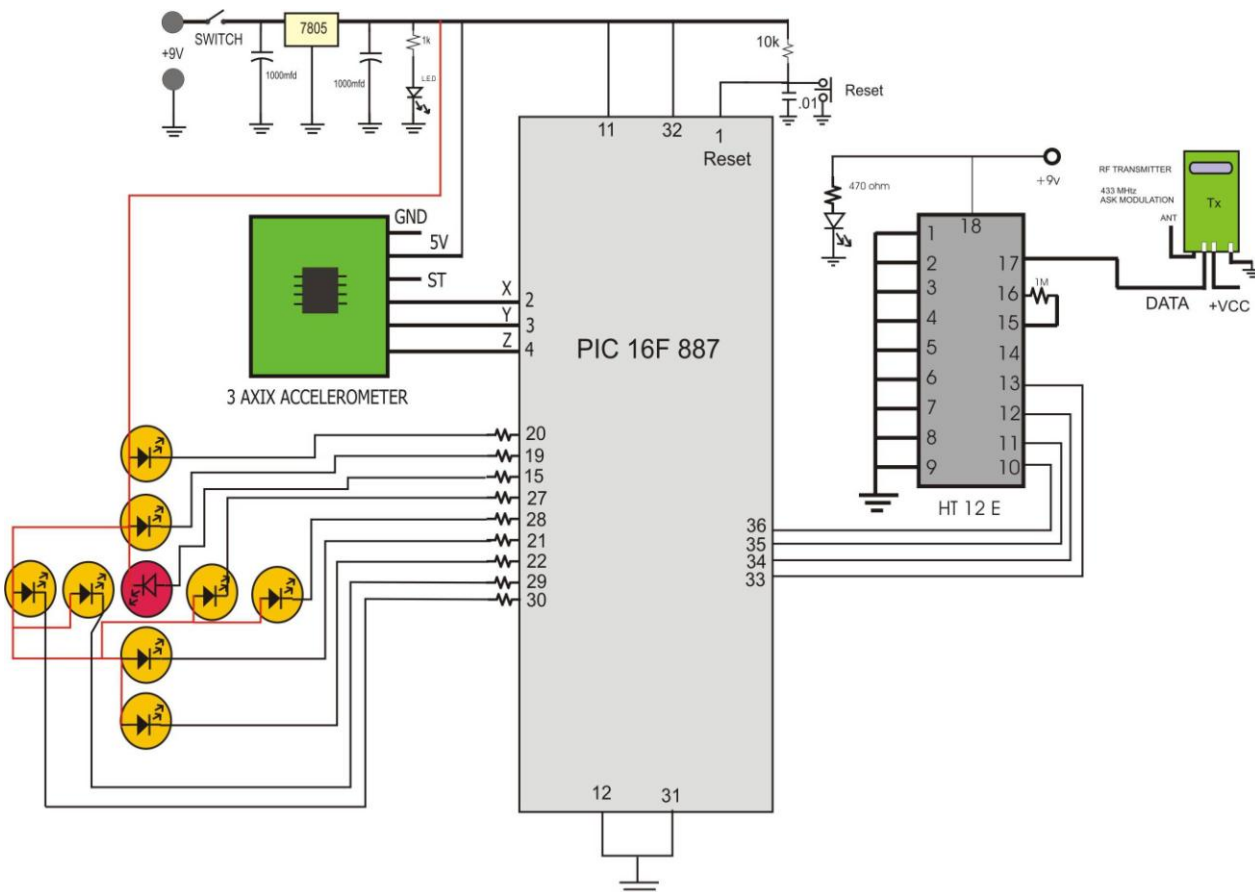 SWITCH
+9V
7805
1000mfd
1000mfd
1k
L.E.D
10k
.01
Reset
11
32
1
Reset
GND
5V
ST
X
Y
Z
2
3
4
3 AXIX ACCELEROMETER
PIC 16F 887
20
19
15
27
28
21
22
29
30
36
35
34
33
12
31
470 ohm
+9v
18
1
2
3
4
5
6
7
8
9
17
16
15
14
13
12
11
10
1M
HT 12 E
RF TRANSMITTER
433 MHz
ASK MODULATION
ANT
Tx
DATA
+VCC